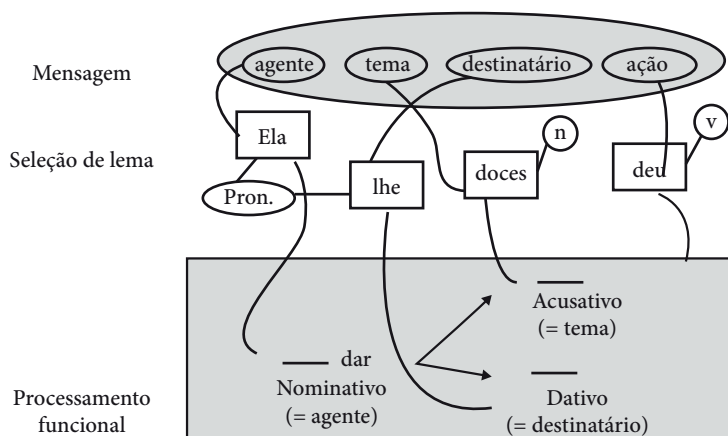 Mensagem
agente tema destinatário ação
Seleção de lema
Ela
n
v
Pron.
lhe
doces
deu
Acusativo
(= tema)
dar
Nominativo
(= agente)
Dativo
(= destinatário)
Processamento
funcional